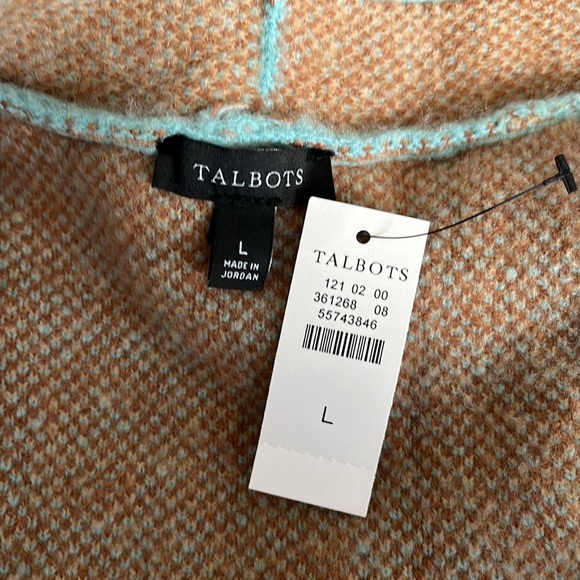 TALBOTS
L
MADE IN
JORDAN
TALBOTS
121 02 00
361268 08
55743846
L